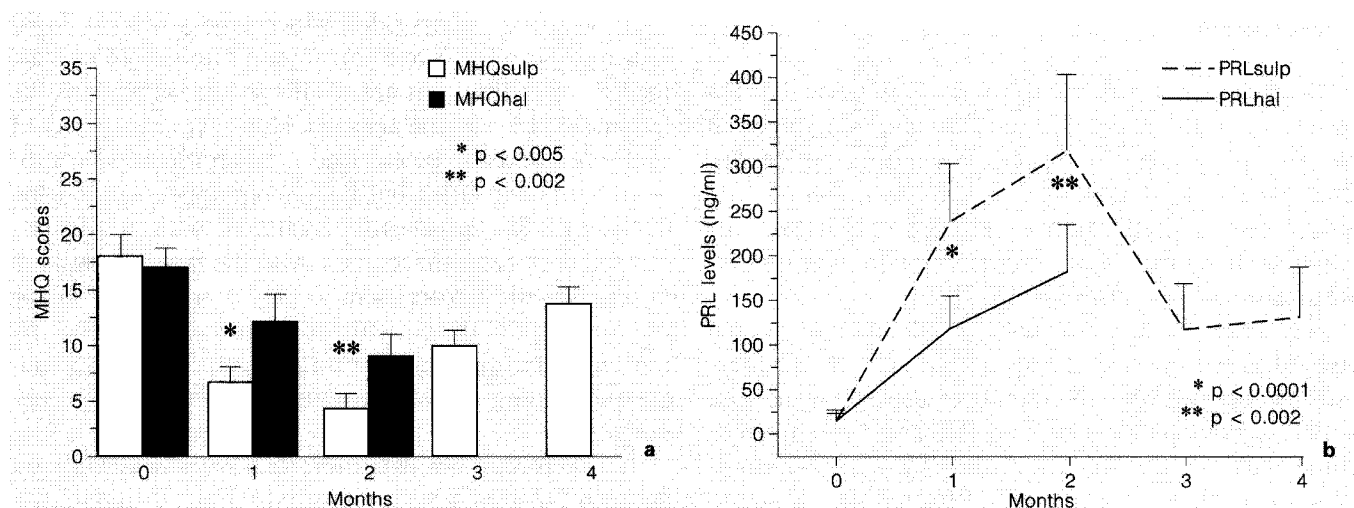 35
30
25
20
15
10
5
0
MHQ scores
MHQsulp
MHQhal
* p < 0.005
** p < 0.002
*
**
0 1 2 3 4
Months
a
450
400
350
300
250
200
150
100
50
0
PRL levels (ng/ml)
PRLsulp
PRLhal
**
*
* p < 0.0001
** p < 0.002
0 1 2 3 4
Months
b